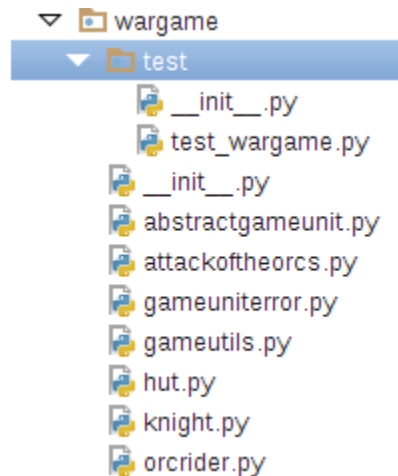 wargame
test
__init__.py
test_wargame.py
__init__.py
abstractgameunit.py
attackoftheorcs.py
gameuniterror.py
gameutils.py
hut.py
knight.py
orcrider.py